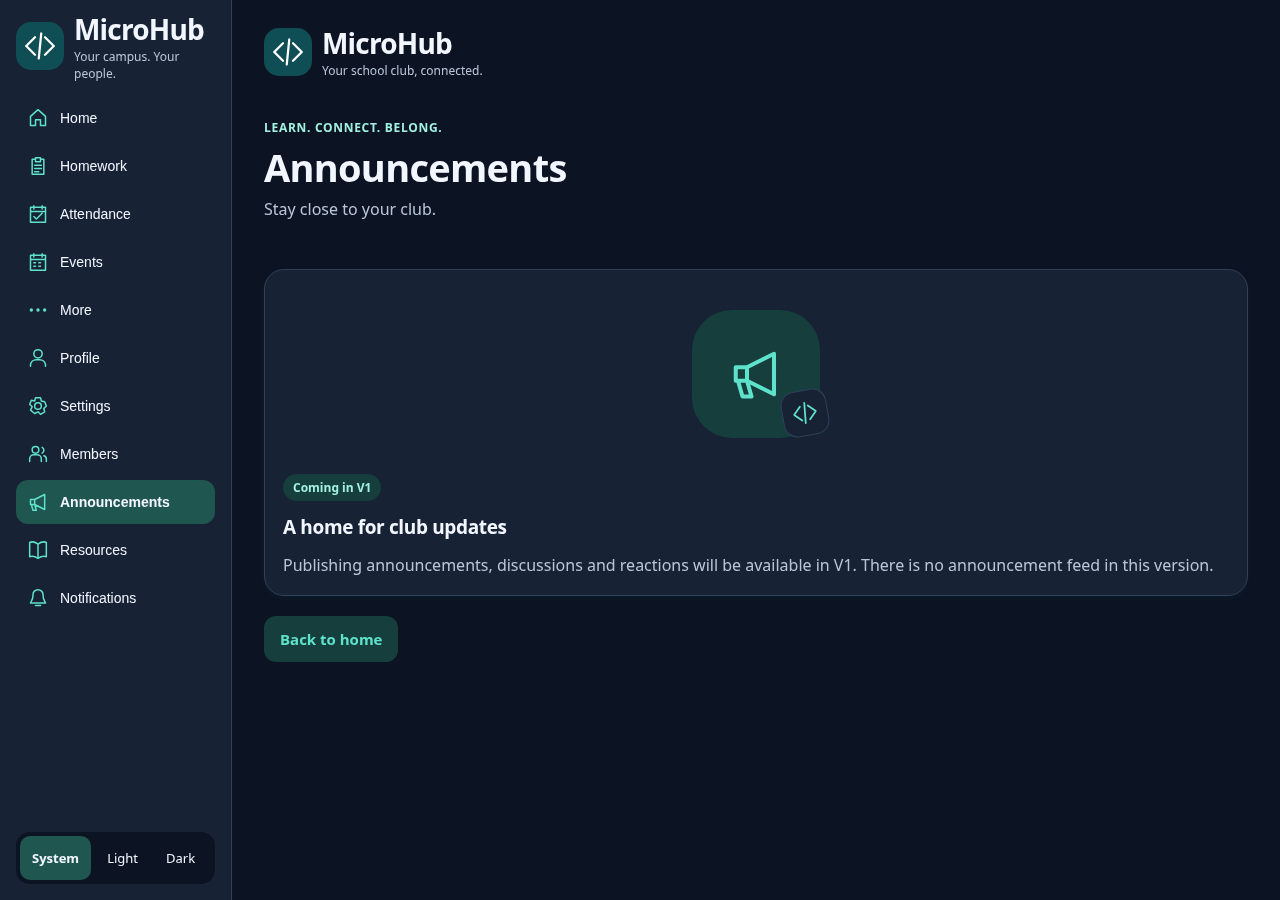 MicroHub
Your campus. Your
people.
Home
Homework
Attendance
Events
More
Profile
Settings
Members
Announcements
Resources
Notifications
System
Light
Dark
MicroHub
Your school club, connected.
LEARN. CONNECT. BELONG.
Announcements
Stay close to your club.
Coming in V1
A home for club updates
Publishing announcements, discussions and reactions will be available in V1. There is no announcement feed in this version.
Back to home